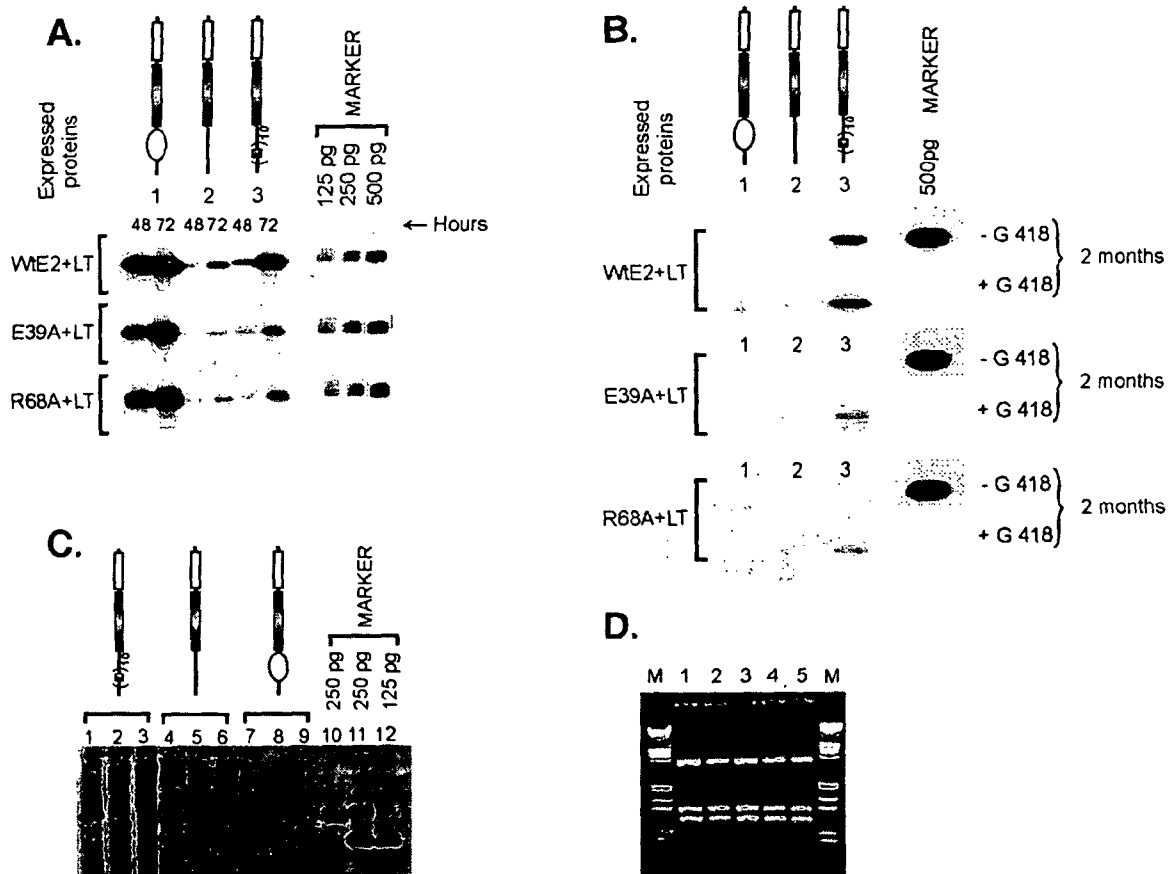 A.
Expressed proteins
MARKER
125 pg
250 pg
500 pg
1 2 3
48 72 48 72 48 72 ← Hours
WtE2+LT
E39A+LT
R68A+LT
B.
Expressed proteins
MARKER
500pg
1 2 3
WtE2+LT
- G 418
+ G 418
2 months
1 2 3
E39A+LT
- G 418
+ G 418
2 months
1 2 3
R68A+LT
- G 418
+ G 418
2 months
C.
MARKER
250 pg
250 pg
125 pg
1 2 3 4 5 6 7 8 9 10 11 12
D.
M 1 2 3 4 5 M